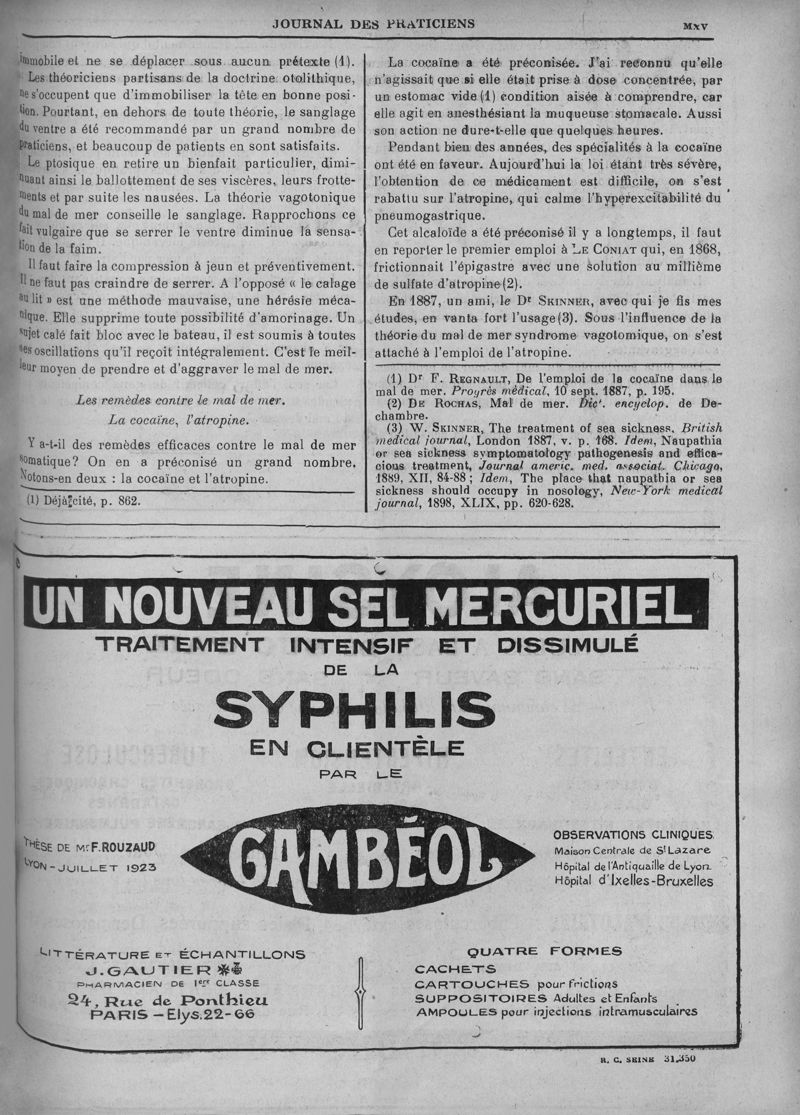 JOURNAL DES PRATICIENS
MXV
immobile et ne se déplacer sous aucun prétexte (1).
Les théoriciens partisans de la doctrine otolithique,
ne s'occupent que d'immobiliser la tête en bonne posi-
tion. Pourtant, en dehors de toute théorie, le sanglage
du ventre a été recommandé par un grand nombre de
praticiens, et beaucoup de patients en sont satisfaits.
Le ptosique en retire un bienfait particulier, dimi-
nuant ainsi le ballottement de ses viscères, leurs frotte-
ments et par suite les nausées. La théorie vagotonique
du mal de mer conseille le sanglage. Rapprochons ce
fait vulgaire que se serrer le ventre diminue la sensa-
tion de la faim.
Il faut faire la compression à jeun et préventivement.
Il ne faut pas craindre de serrer. A l'opposé « le calage
au lit » est une méthode mauvaise, une hérésie méca-
nique. Elle supprime toute possibilité d'amorinage. Un
sujet calé fait bloc avec le bateau, il est soumis à toutes
ses oscillations qu'il reçoit intégralement. C'est le meil-
leur moyen de prendre et d'aggraver le mal de mer.
Les remèdes contre le mal de mer.
La cocaïne, l'atropine.
Y a-t-il des remèdes efficaces contre le mal de mer
somatique? On en a préconisé un grand nombre.
Notons-en deux : la cocaïne et l'atropine.
(1) Déjà cité, p. 862.
La cocaïne a été préconisée. J'ai reconnu qu'elle
n'agissait que si elle était prise à dose concentrée, par
un estomac vide (1) condition aisée à comprendre, car
elle agit en anesthésiant la muqueuse stomacale. Aussi
son action ne dure-t-elle que quelques heures.
Pendant bien des années, des spécialités à la cocaïne
ont été en faveur. Aujourd'hui la loi étant très sévère,
l'obtention de ce médicament est difficile, on s'est
rabattu sur l'atropine, qui calme l'hyperexcitabilité du
pneumogastrique.
Cet alcaloïde a été préconisé il y a longtemps, il faut
en reporter le premier emploi à LE CONIAT qui, en 1868,
frictionnait l'épigastre avec une solution au millième
de sulfate d'atropine (2).
En 1887, un ami, le Dr SKINNER, avec qui je fis mes
études, en vanta fort l'usage (3). Sous l'influence de la
théorie du mal de mer syndrome vagotomique, on s'est
attaché à l'emploi de l'atropine.
(1) Dr F. REGNAULT, De l'emploi de la cocaïne dans le
mal de mer. Progrès médical, 10 sept. 1887, p. 195.
(2) DE ROCHAS, Mal de mer. Dict. encyclop. de De-
chambre.
(3) W. SKINNER, The treatment of sea sickness, British
medical journal, London 1887, v. p. 168. Idem, Naupathia
or sea sickness symptomatology pathogenesis and effica-
cious treatment, Journal americ. med. associat. Chicago,
1889, XII, 84-88 ; Idem, The place that naupathia or sea
sickness should occupy in nosology, New-York medical
journal, 1898, XLIX, pp. 620-628.
UN NOUVEAU SEL MERCURIEL
TRAITEMENT INTENSIF ET DISSIMULÉ
DE LA
SYPHILIS
EN CLIENTÈLE
PAR LE
GAMBÉOL
THÈSE DE Mr F. ROUZAUD
LYON - JUILLET 1923
OBSERVATIONS CLINIQUES
Maison Centrale de St Lazare
Hôpital de l'Antiquaille de Lyon.
Hôpital d'Ixelles-Bruxelles
LITTÉRATURE ET ÉCHANTILLONS
J. GAUTIER
PHARMACIEN DE 1ère CLASSE
24, Rue de Ponthieu
PARIS - Elys. 22-66
QUATRE FORMES
CACHETS
CARTOUCHES pour frictions
SUPPOSITOIRES Adultes et Enfants
AMPOULES pour injections intramusculaires
R. C. SEINE 31.350